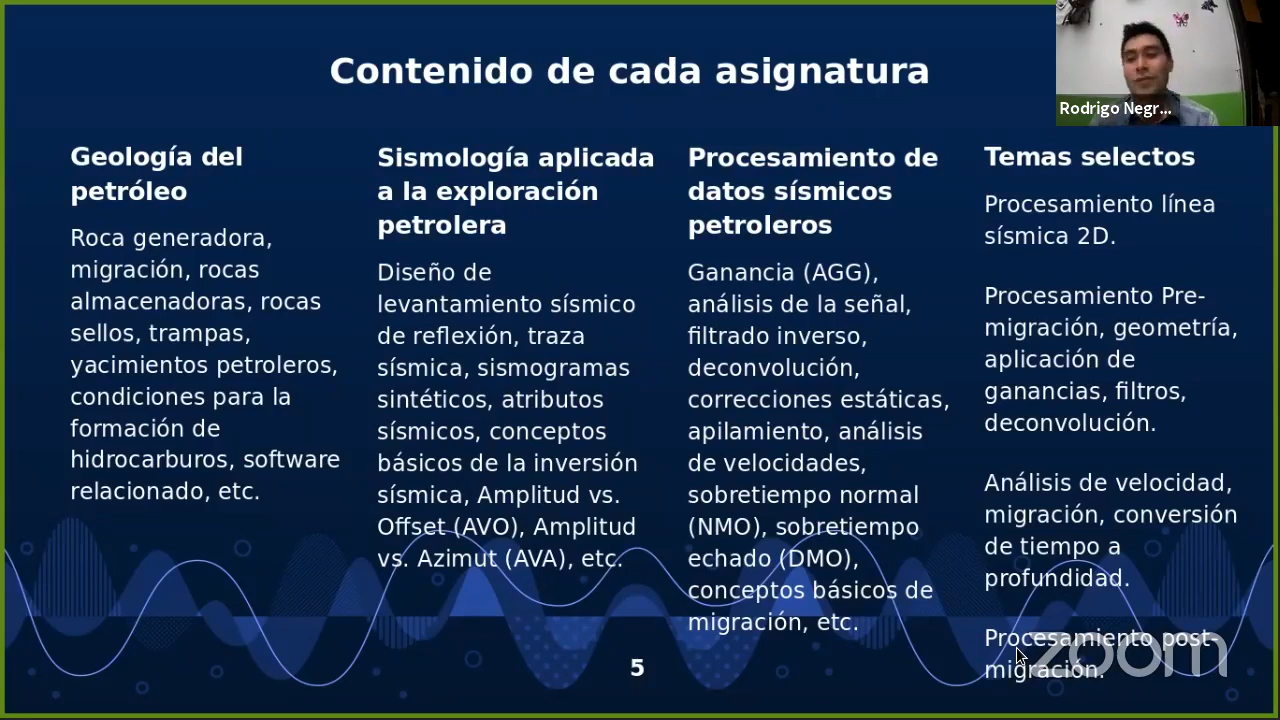 Contenido de cada asignatura
Rodrigo Negr...
Geología del
petróleo
Roca generadora,
migración, rocas
almacenadoras, rocas
sellos, trampas,
yacimientos petroleros,
condiciones para la
formación de
hidrocarburos, software
relacionado, etc.
Sismología aplicada
a la exploración
petrolera
Diseño de
levantamiento sísmico
de reflexión, traza
sísmica, sismogramas
sintéticos, atributos
sísmicos, conceptos
básicos de la inversión
sísmica, Amplitud vs.
Offset (AVO), Amplitud
vs. Azimut (AVA), etc.
Procesamiento de
datos sísmicos
petroleros
Ganancia (AGG),
análisis de la señal,
filtrado inverso,
deconvolución,
correcciones estáticas,
apilamiento, análisis
de velocidades,
sobretiempo normal
(NMO), sobretiempo
echado (DMO),
conceptos básicos de
migración, etc.
Temas selectos
Procesamiento línea
sísmica 2D.
Procesamiento Pre-
migración, geometría,
aplicación de
ganancias, filtros,
deconvolución.
Análisis de velocidad,
migración, conversión
de tiempo a
profundidad.
Procesamiento post-
migración.
zoom
5